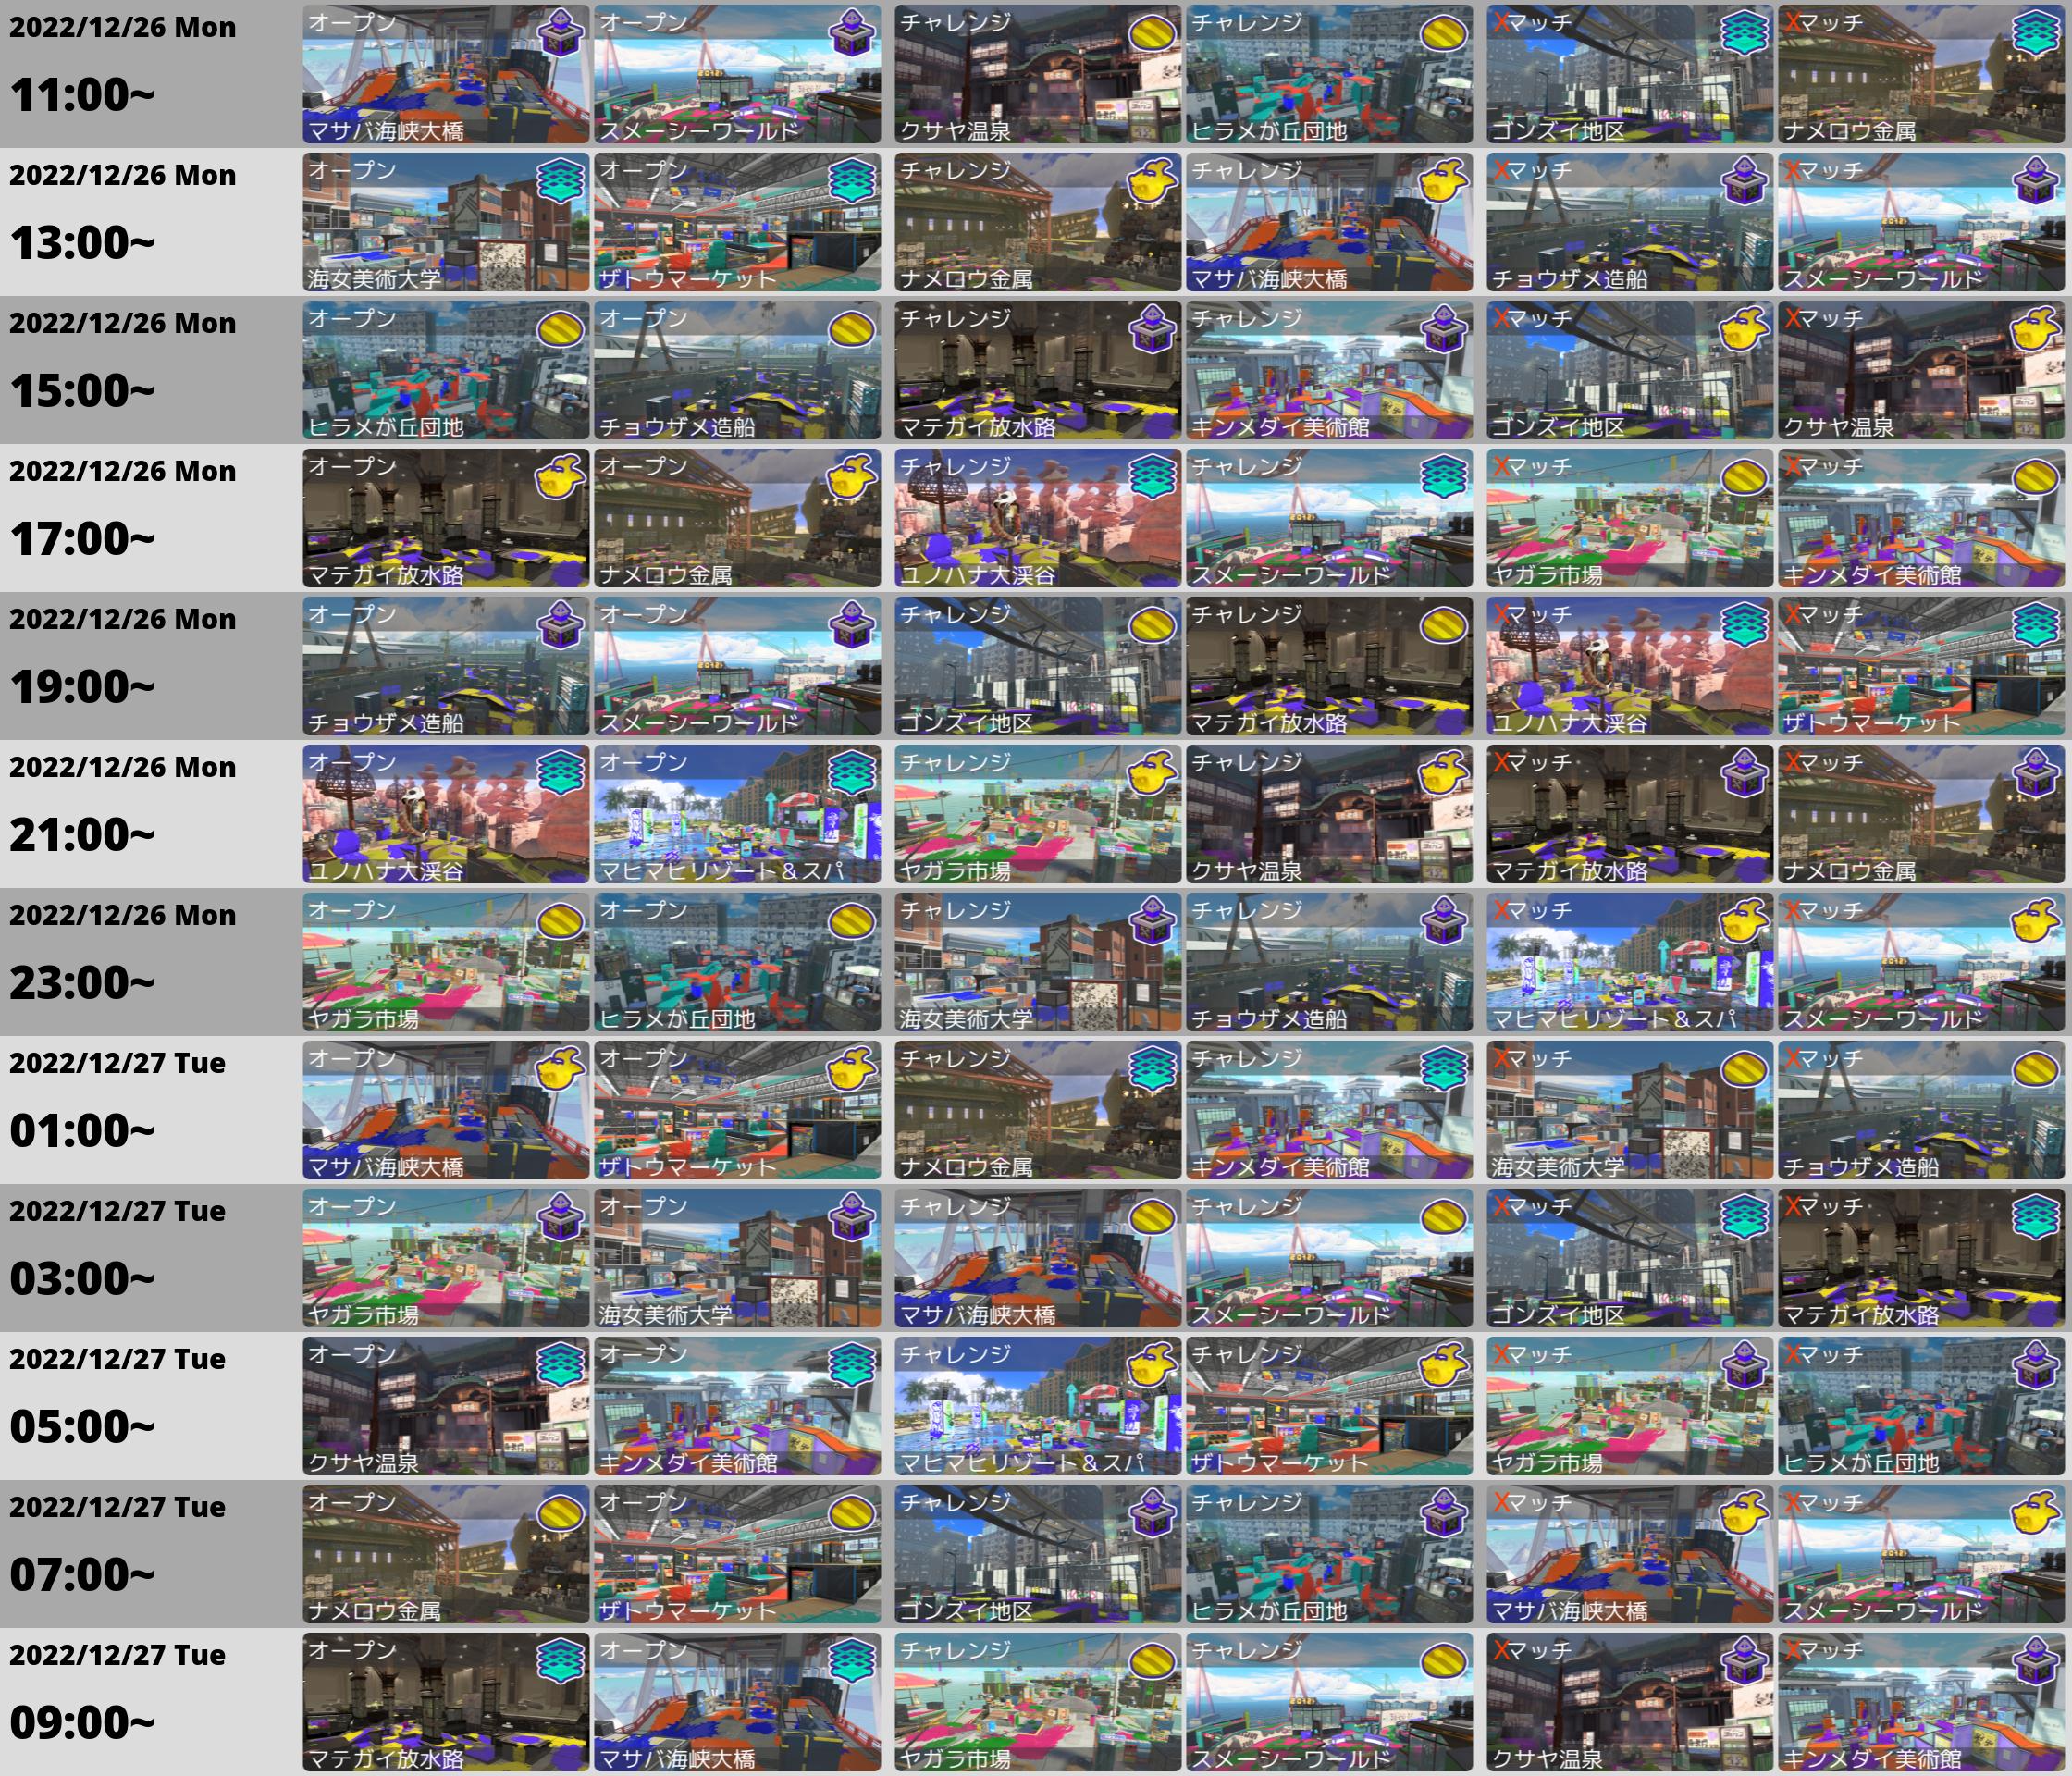 2022/12/26 Mon
11:00~
オープン オープン チャレンジ チャレンジ Xマッチ Xマッチ
マサバ海峡大橋 スメーシーワールド クサヤ温泉 ヒラメが丘団地 ゴンズイ地区 ナメロウ金属
2022/12/26 Mon
13:00~
オープン オープン チャレンジ チャレンジ Xマッチ Xマッチ
海女美術大学 ザトウマーケット ナメロウ金属 マサバ海峡大橋 チョウザメ造船 スメーシーワールド
2022/12/26 Mon
15:00~
オープン オープン チャレンジ チャレンジ Xマッチ Xマッチ
ヒラメが丘団地 チョウザメ造船 マテガイ放水路 キンメダイ美術館 ゴンズイ地区 クサヤ温泉
2022/12/26 Mon
17:00~
オープン オープン チャレンジ チャレンジ Xマッチ Xマッチ
マテガイ放水路 ナメロウ金属 ユノハナ大渓谷 スメーシーワールド ヤガラ市場 キンメダイ美術館
2022/12/26 Mon
19:00~
オープン オープン チャレンジ チャレンジ Xマッチ Xマッチ
チョウザメ造船 スメーシーワールド ゴンズイ地区 マテガイ放水路 ユノハナ大渓谷 ザトウマーケット
2022/12/26 Mon
21:00~
オープン オープン チャレンジ チャレンジ Xマッチ Xマッチ
ユノハナ大渓谷 マヒマヒリゾート＆スパ ヤガラ市場 クサヤ温泉 マテガイ放水路 ナメロウ金属
2022/12/26 Mon
23:00~
オープン オープン チャレンジ チャレンジ Xマッチ Xマッチ
ヤガラ市場 ヒラメが丘団地 海女美術大学 チョウザメ造船 マヒマヒリゾート＆スパ スメーシーワールド
2022/12/27 Tue
01:00~
オープン オープン チャレンジ チャレンジ Xマッチ Xマッチ
マサバ海峡大橋 ザトウマーケット ナメロウ金属 キンメダイ美術館 海女美術大学 チョウザメ造船
2022/12/27 Tue
03:00~
オープン オープン チャレンジ チャレンジ Xマッチ Xマッチ
ヤガラ市場 海女美術大学 マサバ海峡大橋 スメーシーワールド ゴンズイ地区 マテガイ放水路
2022/12/27 Tue
05:00~
オープン オープン チャレンジ チャレンジ Xマッチ Xマッチ
クサヤ温泉 キンメダイ美術館 マヒマヒリゾート＆スパ ザトウマーケット ヤガラ市場 ヒラメが丘団地
2022/12/27 Tue
07:00~
オープン オープン チャレンジ チャレンジ Xマッチ Xマッチ
ナメロウ金属 ザトウマーケット ゴンズイ地区 ヒラメが丘団地 マサバ海峡大橋 スメーシーワールド
2022/12/27 Tue
09:00~
オープン オープン チャレンジ チャレンジ Xマッチ Xマッチ
マテガイ放水路 マサバ海峡大橋 ヤガラ市場 スメーシーワールド クサヤ温泉 キンメダイ美術館